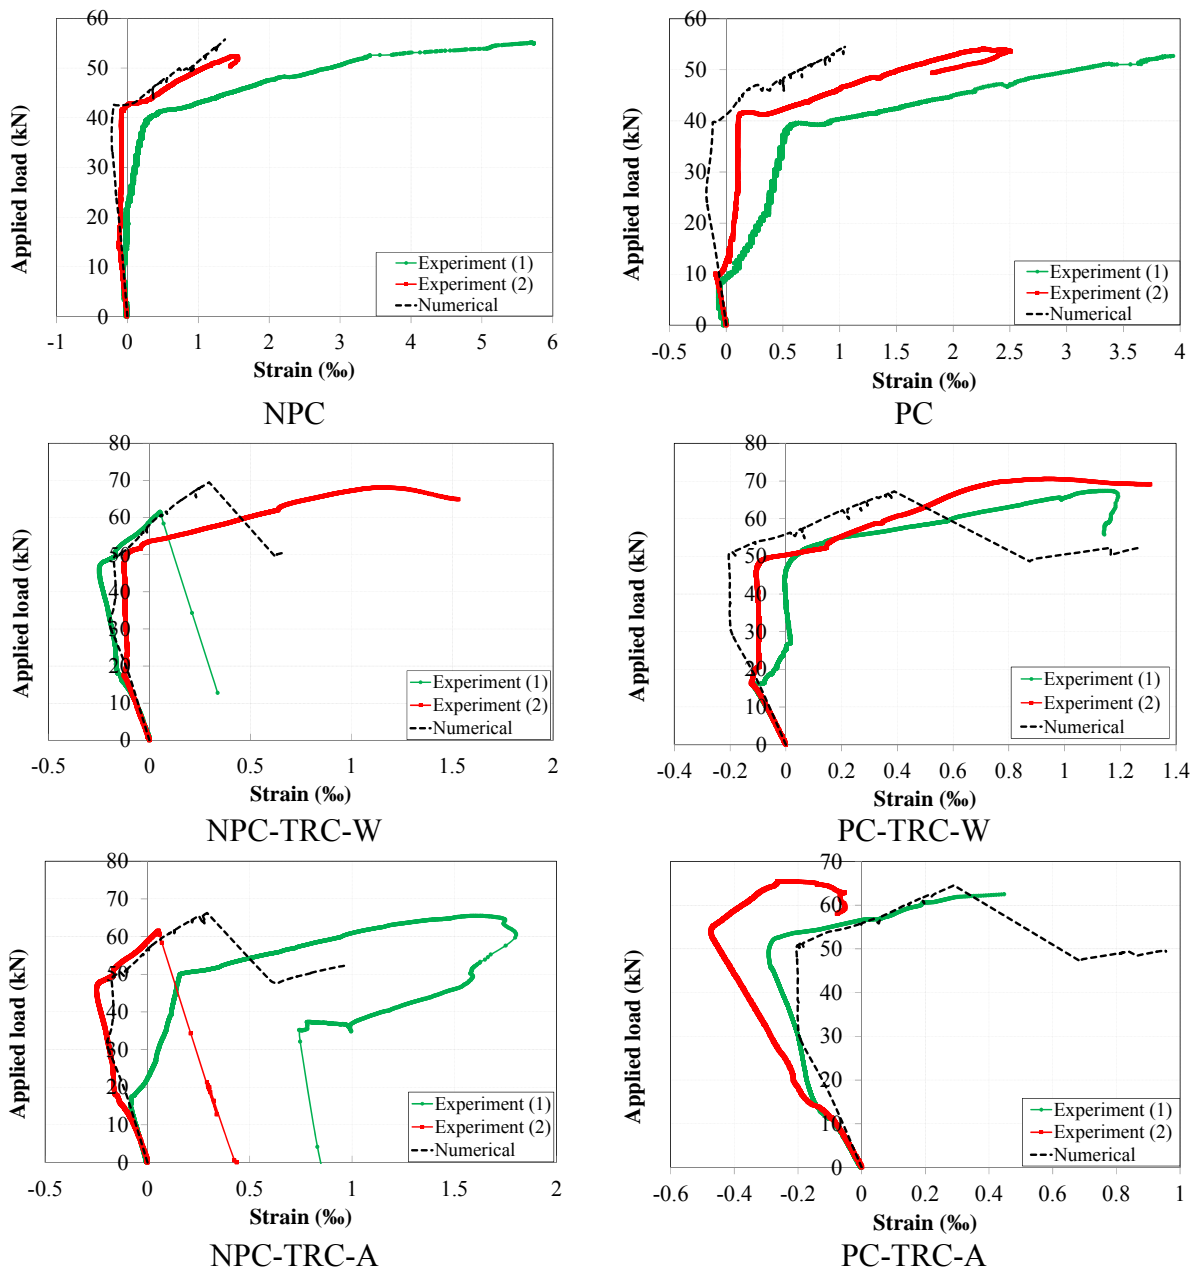 60
50
40
30
20
10
0
-1 0 1 2 3 4 5 6
Applied load (kN)
Strain (‰)
Experiment (1)
Experiment (2)
Numerical
NPC
60
50
40
30
20
10
0
-0.5 0 0.5 1 1.5 2 2.5 3 3.5 4
Applied load (kN)
Strain (‰)
Experiment (1)
Experiment (2)
Numerical
PC
80
70
60
50
40
30
20
10
0
-0.5 0 0.5 1 1.5 2
Applied load (kN)
Strain (‰)
Experiment (1)
Experiment (2)
Numerical
NPC-TRC-W
80
70
60
50
40
30
20
10
0
-0.4 -0.2 0 0.2 0.4 0.6 0.8 1 1.2 1.4
Applied load (kN)
Strain (‰)
Experiment (1)
Experiment (2)
Numerical
PC-TRC-W
80
70
60
50
40
30
20
10
0
-0.5 0 0.5 1 1.5 2
Applied load (kN)
Strain (‰)
Experiment (1)
Experiment (2)
Numerical
NPC-TRC-A
70
60
50
40
30
20
10
0
-0.6 -0.4 -0.2 0 0.2 0.4 0.6 0.8 1
Applied load (kN)
Strain (‰)
Experiment (1)
Experiment (2)
Numerical
PC-TRC-A